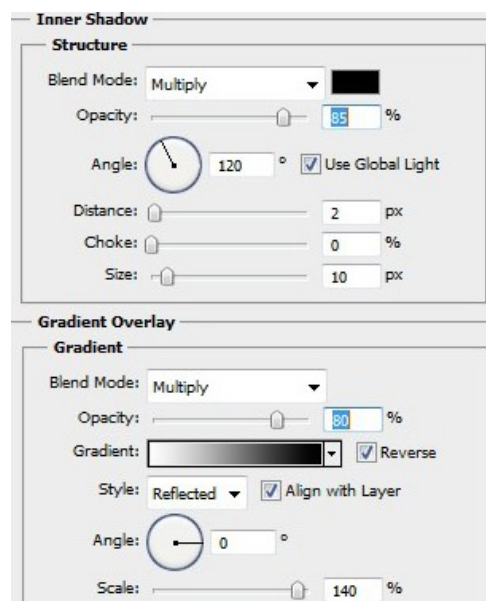 Inner Shadow
Structure
Blend Mode: Multiply
Opacity: 85 %
Angle: 120 ° Use Global Light
Distance: 2 px
Choke: 0 %
Size: 10 px
Gradient Overlay
Gradient
Blend Mode: Multiply
Opacity: 80 %
Gradient: Reverse
Style: Reflected Align with Layer
Angle: 0 °
Scale: 140 %